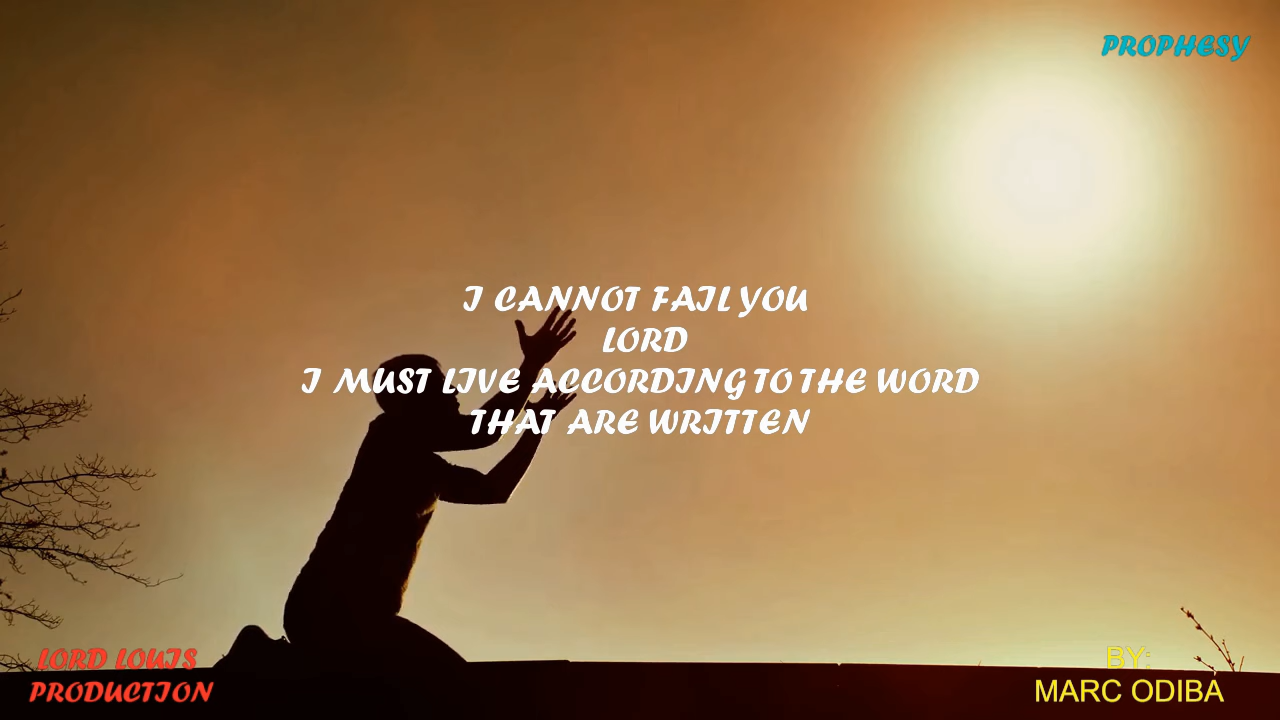 PROPHESY
I CANNOT FAIL YOU
LORD
I MUST LIVE ACCORDING TO THE WORD
THAT ARE WRITTEN
LORD LOUIS
PRODUCTION
BY:
MARC ODIBA